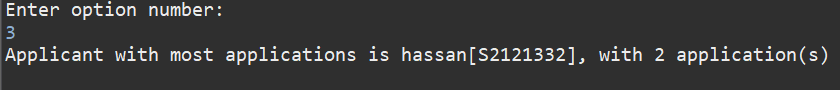 Enter option number:
3
Applicant with most applications is hassan[S2121332], with 2 application(s)